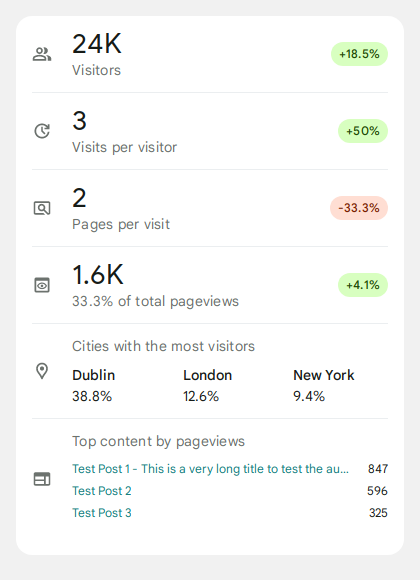 24K
+18.5%
Visitors
3
+50%
Visits per visitor
2
-33.3%
Pages per visit
1.6K
+4.1%
33.3% of total pageviews
Cities with the most visitors
Dublin London New York
38.8% 12.6% 9.4%
Top content by pageviews
Test Post 1 - This is a very long title to test the au... 847
Test Post 2 596
Test Post 3 325